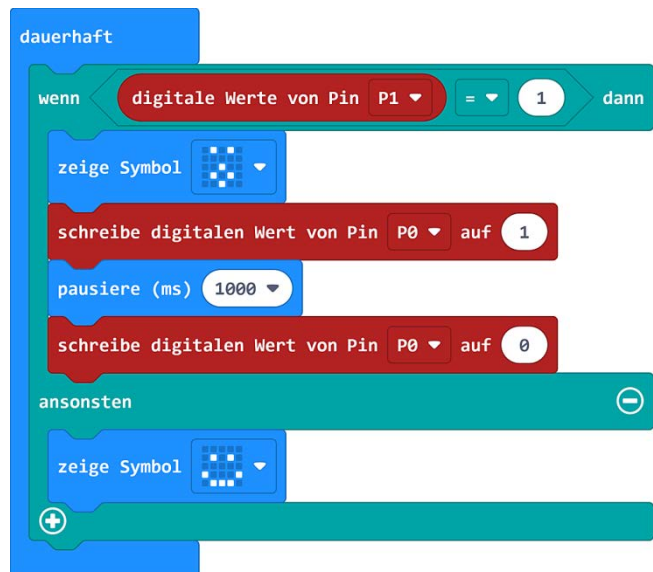 dauerhaft
wenn digitale Werte von Pin P1 = 1 dann
zeige Symbol
schreibe digitalen Wert von Pin P0 auf 1
pausiere (ms) 1000
schreibe digitalen Wert von Pin P0 auf 0
ansonsten
zeige Symbol